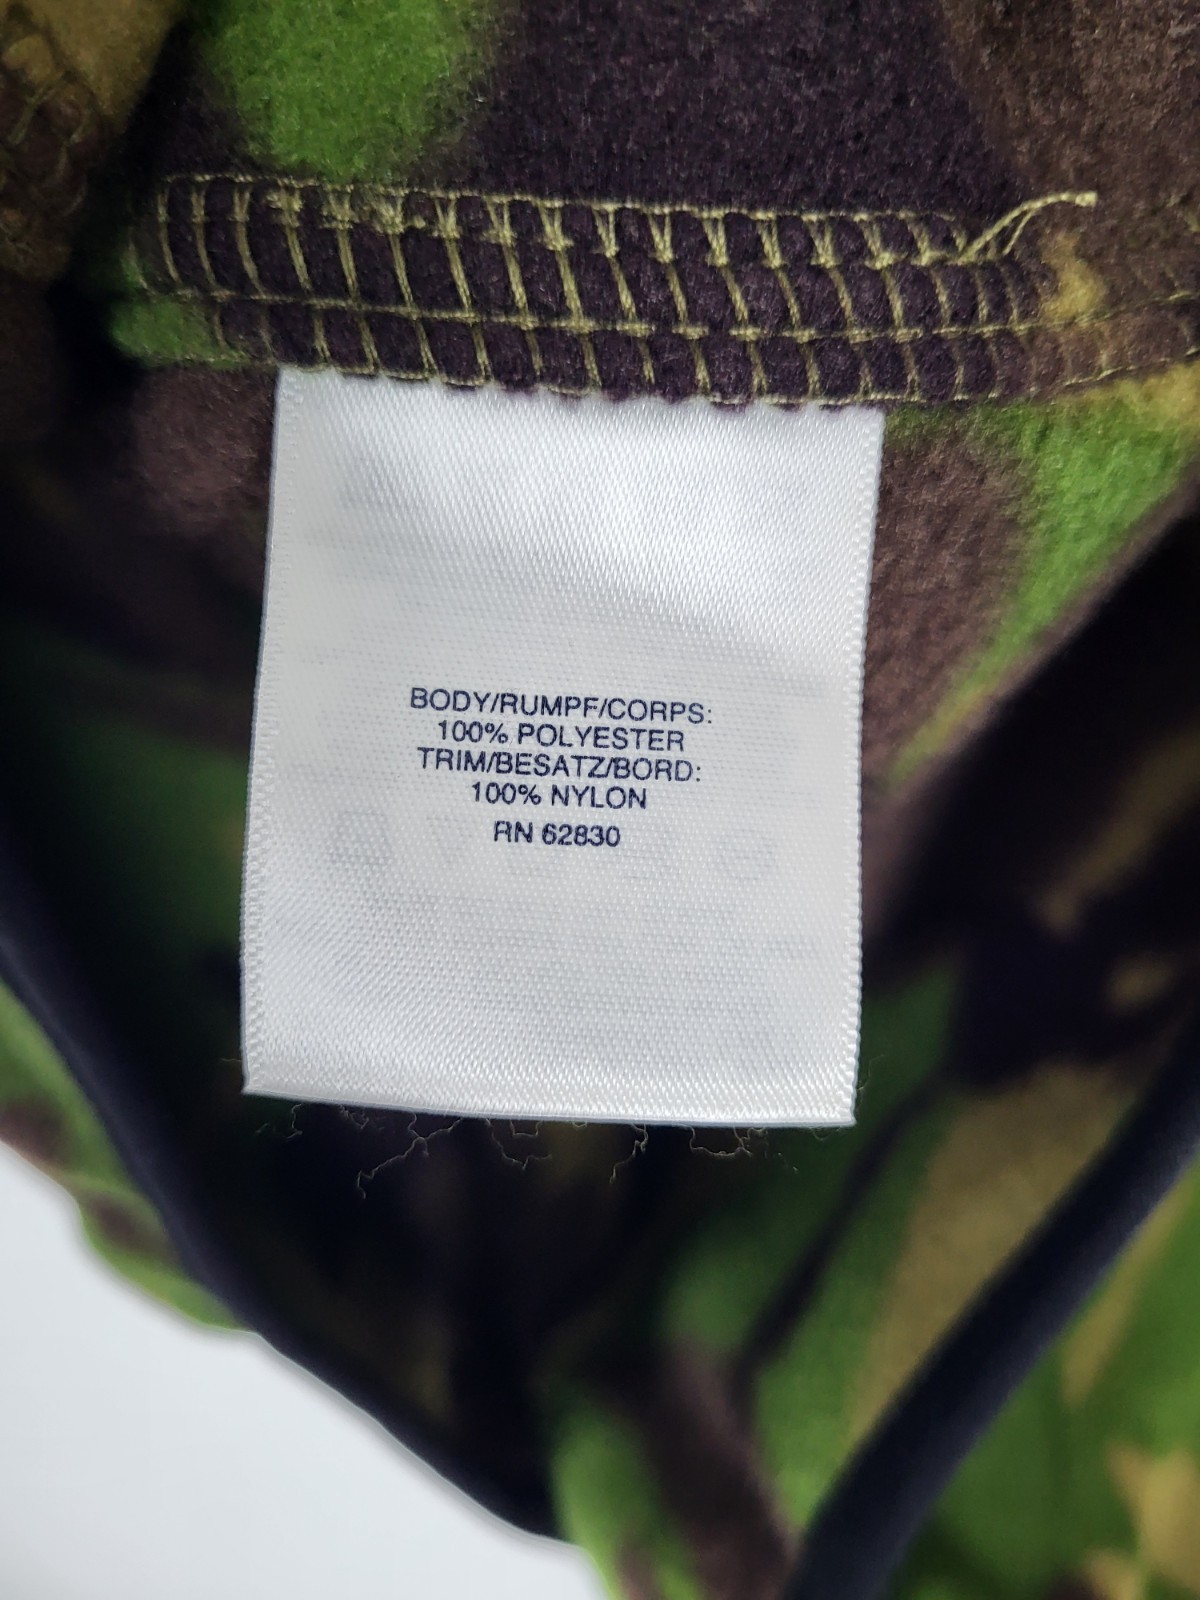 BODY/RUMPF/CORPS:
100% POLYESTER
TRIM/BESATZ/BORD:
100% NYLON
RN 62830